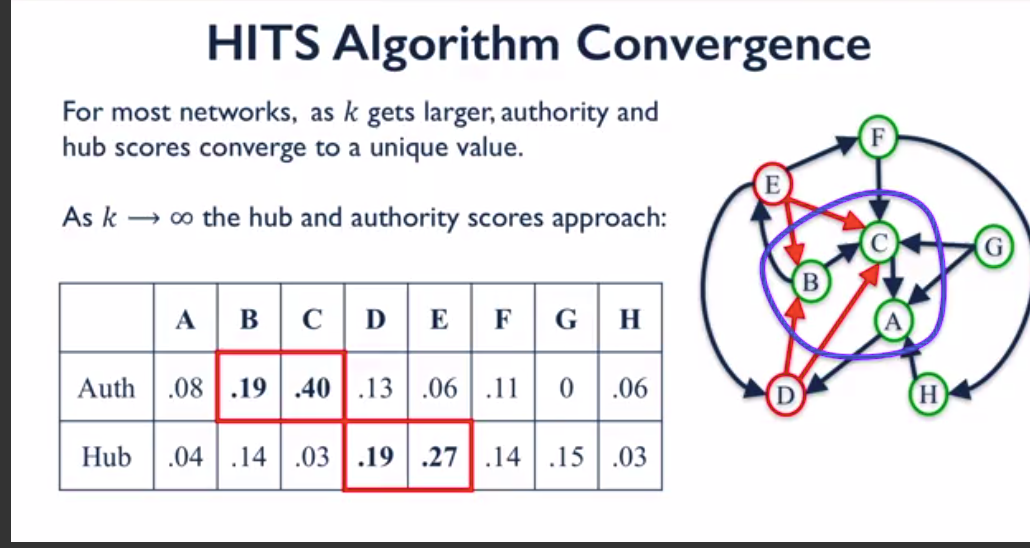 HITS Algorithm Convergence
For most networks, as k gets larger, authority and
hub scores converge to a unique value.
As k → ∞ the hub and authority scores approach:
A B C D E F G H
Auth .08 .19 .40 .13 .06 .11 0 .06
Hub .04 .14 .03 .19 .27 .14 .15 .03
F
E
C
G
B
A
D
H